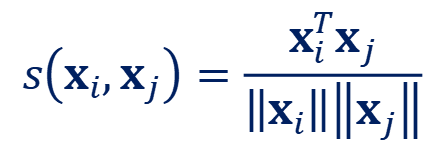 s(𝐱ᵢ, 𝐱ⱼ) = 𝐱ᵢᵀ𝐱ⱼ / ‖𝐱ᵢ‖‖𝐱ⱼ‖